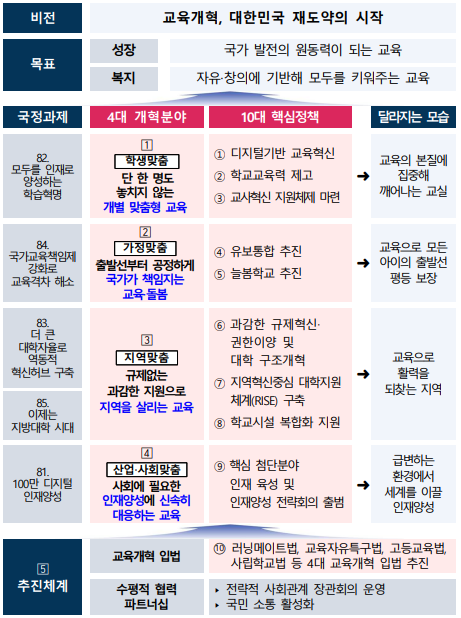 비전
교육개혁, 대한민국 재도약의 시작
목표
성장
국가 발전의 원동력이 되는 교육
복지
자유·창의에 기반해 모두를 키워주는 교육
국정과제
4대 개혁분야
10대 핵심정책
달라지는 모습
82.
모두를 인재로
양성하는
학습혁명
1
학생맞춤
단 한 명도
놓치지 않는
개별 맞춤형 교육
① 디지털기반 교육혁신
② 학교교육력 제고
③ 교사혁신 지원체제 마련
➜
교육의 본질에
집중해
깨어나는 교실
84.
국가교육책임제
강화로
교육격차 해소
2
가정맞춤
출발선부터 공정하게
국가가 책임지는
교육·돌봄
④ 유보통합 추진
⑤ 늘봄학교 추진
➜
교육으로 모든
아이의 출발선
평등 보장
83.
더 큰
대학자율로
역동적
혁신허브 구축
85.
이제는
지방대학 시대
3
지역맞춤
규제없는
과감한 지원으로
지역을 살리는 교육
⑥ 과감한 규제혁신·
권한이양 및
대학 구조개혁
⑦ 지역혁신중심 대학지원
체계(RISE) 구축
⑧ 학교시설 복합화 지원
➜
교육으로
활력을
되찾는 지역
81.
100만 디지털
인재양성
4
산업·사회맞춤
사회에 필요한
인재양성에 신속히
대응하는 교육
⑨ 핵심 첨단분야
인재 육성 및
인재양성 전략회의 출범
➜
급변하는
환경에서
세계를 이끌
인재양성
5
추진체계
교육개혁 입법
⑩ 러닝메이트법, 교육자유특구법, 고등교육법,
사립학교법 등 4대 교육개혁 입법 추진
수평적 협력
파트너십
▸ 전략적 사회관계 장관회의 운영
▸ 국민 소통 활성화